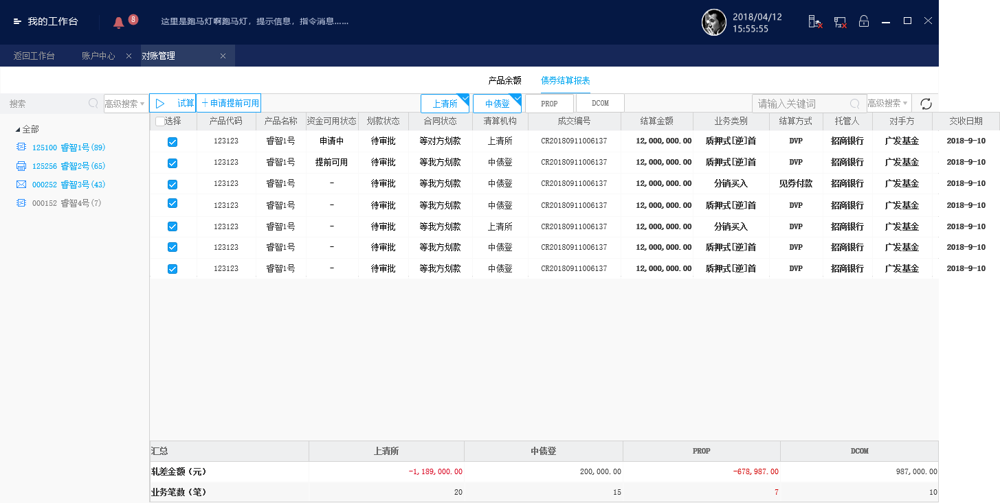 我的工作台 8 这里是跑马灯啊跑马灯，提示信息，指令消息...... 2018/04/12
15:55:55
返回工作台 账户中心 × 对账管理 ×
产品余额 债券结算报表
搜索 高级搜索 试算 +申请提前可用 上清所 中债登 PROP DCOM 请输入关键词 高级搜索
选择 产品代码 产品名称 资金可用状态 划款状态 合同状态 清算机构 成交编号 结算金额 业务类别 结算方式 托管人 对手方 交收日期
全部
125100 睿智1号(89)
125256 睿智2号(65)
000252 睿智3号(43)
000152 睿智4号(7)
123123 睿智1号 申请中 待审批 等对方划款 上清所 CR20180911006137 12,000,000.00 质押式[逆]首 DVP 招商银行 广发基金 2018-9-10
123123 睿智1号 提前可用 待审批 等我方划款 中债登 CR20180911006137 12,000,000.00 质押式[逆]首 DVP 招商银行 广发基金 2018-9-10
123123 睿智1号 - 待审批 等我方划款 中债登 CR20180911006137 12,000,000.00 分销买入 见券付款 招商银行 广发基金 2018-9-10
123123 睿智1号 - 待审批 等我方划款 中债登 CR20180911006137 12,000,000.00 质押式[逆]首 DVP 招商银行 广发基金 2018-9-10
123123 睿智1号 - 待审批 等我方划款 上清所 CR20180911006137 12,000,000.00 分销买入 DVP 招商银行 广发基金 2018-9-10
123123 睿智1号 - 待审批 等我方划款 中债登 CR20180911006137 12,000,000.00 质押式[逆]首 DVP 招商银行 广发基金 2018-9-10
123123 睿智1号 - 待审批 等我方划款 中债登 CR20180911006137 12,000,000.00 质押式[逆]首 DVP 招商银行 广发基金 2018-9-10
汇总 上清所 中债登 PROP DCOM
轧差金额（元） -1,189,000.00 200,000.00 -678,987.00 987,000.00
业务笔数（笔） 20 15 7 10